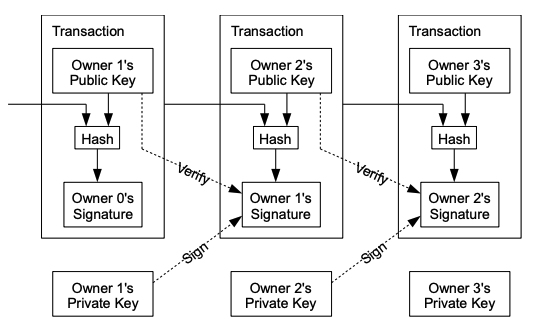 Transaction
Owner 1's
Public Key
Hash
Owner 0's
Signature
Transaction
Owner 2's
Public Key
Hash
Verify
Owner 1's
Signature
Sign
Transaction
Owner 3's
Public Key
Hash
Verify
Owner 2's
Signature
Sign
Owner 1's
Private Key
Owner 2's
Private Key
Owner 3's
Private Key